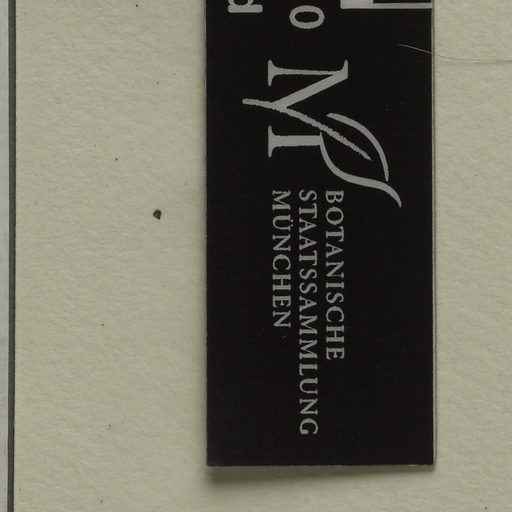 M
BOTANISCHE
STAATSSAMMLUNG
MÜNCHEN